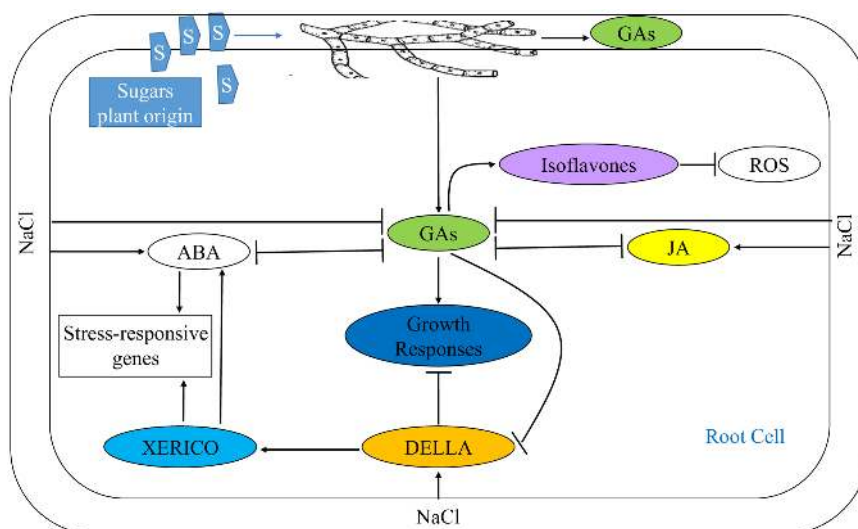 S
S
S
S
Sugars
plant origin
GAs
Isoflavones
ROS
NaCl
GAs
NaCl
ABA
JA
Stress-responsive
genes
Growth
Responses
XERICO
DELLA
Root Cell
NaCl